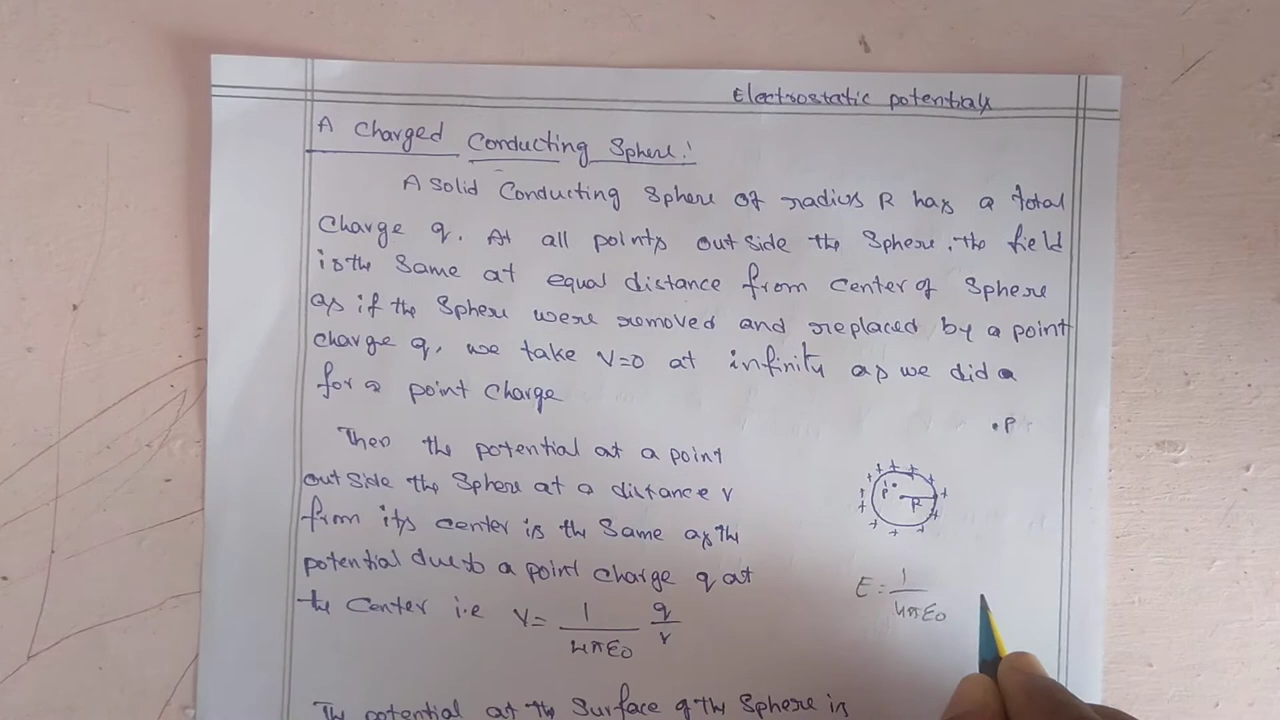 Electrostatic potentials
A Charged Conducting Sphere:
A solid Conducting Sphere of radius R has a total
Charge q. At all points out side the Sphere, the field
is the Same at equal distance from center of Sphere
as if the Sphere were removed and replaced by a point
charge q, we take V=0 at infinity as we did a
for a point charge
Then the potential at a point
out side the Sphere at a distance r
from its center is the Same as the
potential due to a point charge q at
the center i.e V = 1/4πε0 q/r
.P
P
R
E = 1/4πε0
The potential at the Surface of the Sphere is